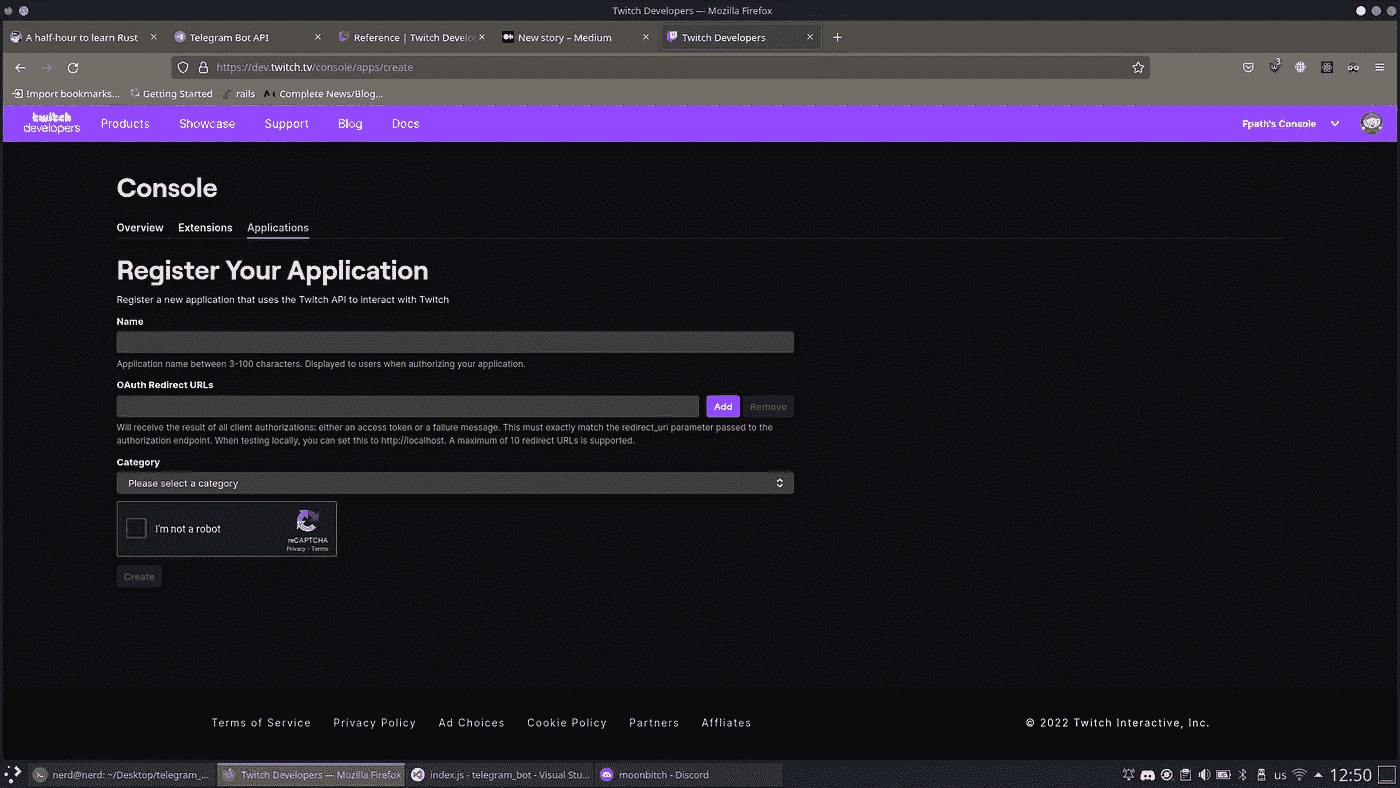 Twitch Developers — Mozilla Firefox
A half-hour to learn Rust
Telegram Bot API
Reference | Twitch Develo
New story – Medium
Twitch Developers
https://dev.twitch.tv/console/apps/create
3
Import bookmarks...
Getting Started
rails
Complete News/Blog...
twitch
developers
Products
Showcase
Support
Blog
Docs
Fpath's Console
Console
Overview
Extensions
Applications
Register Your Application
Register a new application that uses the Twitch API to interact with Twitch
Name
Application name between 3-100 characters. Displayed to users when authorizing your application.
OAuth Redirect URLs
Add
Remove
Will receive the result of all client authorizations: either an access token or a failure message. This must exactly match the redirect_uri parameter passed to the
authorization endpoint. When testing locally, you can set this to http://localhost. A maximum of 10 redirect URLs is supported.
Category
Please select a category
I'm not a robot
reCAPTCHA
Privacy - Terms
Create
Terms of Service
Privacy Policy
Ad Choices
Cookie Policy
Partners
Affliates
© 2022 Twitch Interactive, Inc.
nerd@nerd: ~/Desktop/telegram_...
Twitch Developers — Mozilla Firefox
index.js - telegram_bot - Visual Stu...
moonbitch - Discord
us
12:50